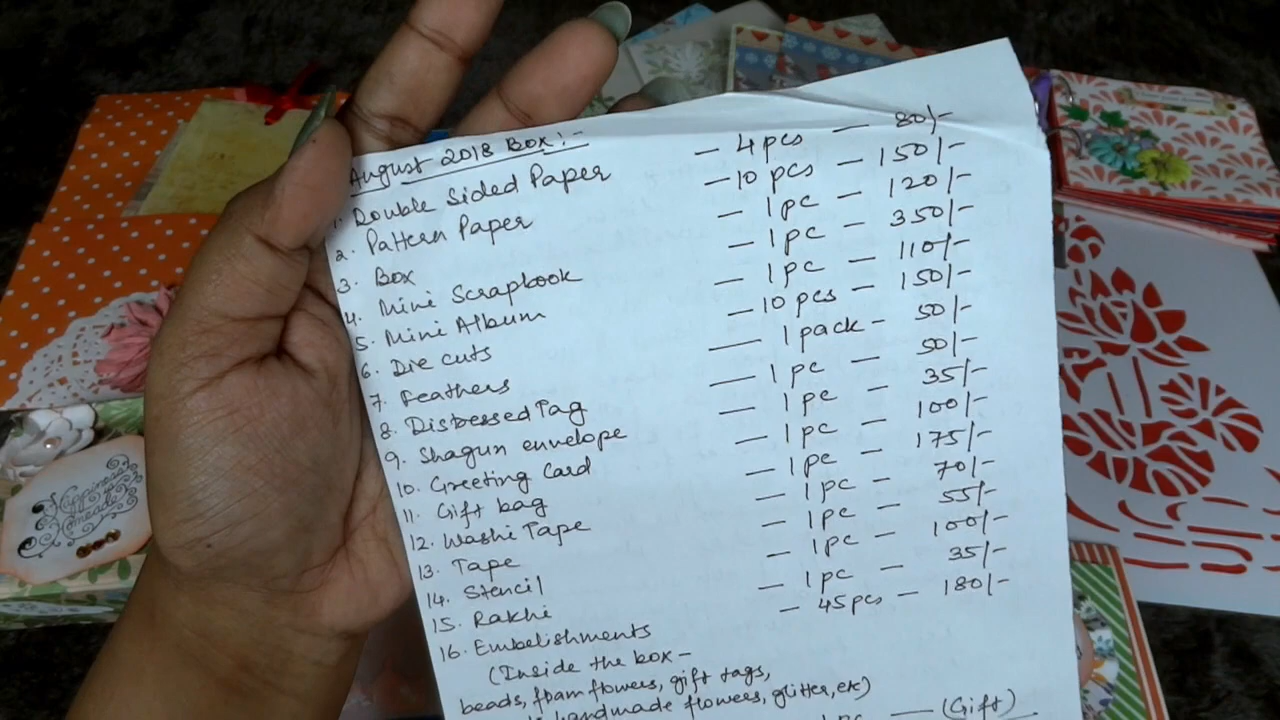 August 2018 Box :-
1. Double Sided Paper — 4 pcs — 80/-
2. Pattern Paper — 10 pcs — 150/-
3. Box — 1 pc — 120/-
4. Mini Scrapbook — 1 pc — 350/-
5. Mini Album — 1 pc — 110/-
6. Die cuts — 10 pcs — 150/-
7. Feathers — 1 pack — 50/-
8. Distressed Tag — 1 pc — 50/-
9. Shagun envelope — 1 pc — 35/-
10. Greeting Card — 1 pc — 100/-
11. Gift bag — 1 pc — 175/-
12. Washi Tape — 1 pc — 70/-
13. Tape — 1 pc — 55/-
14. Stencil — 1 pc — 100/-
15. Rakhi — 1 pc — 35/-
16. Embelishments — 45 pcs — 180/-
(Inside the box -
beads, foam flowers, gift tags,
handmade flowers, glitter, etc)
1 pc — (Gift)
Happiness
is
Homemade